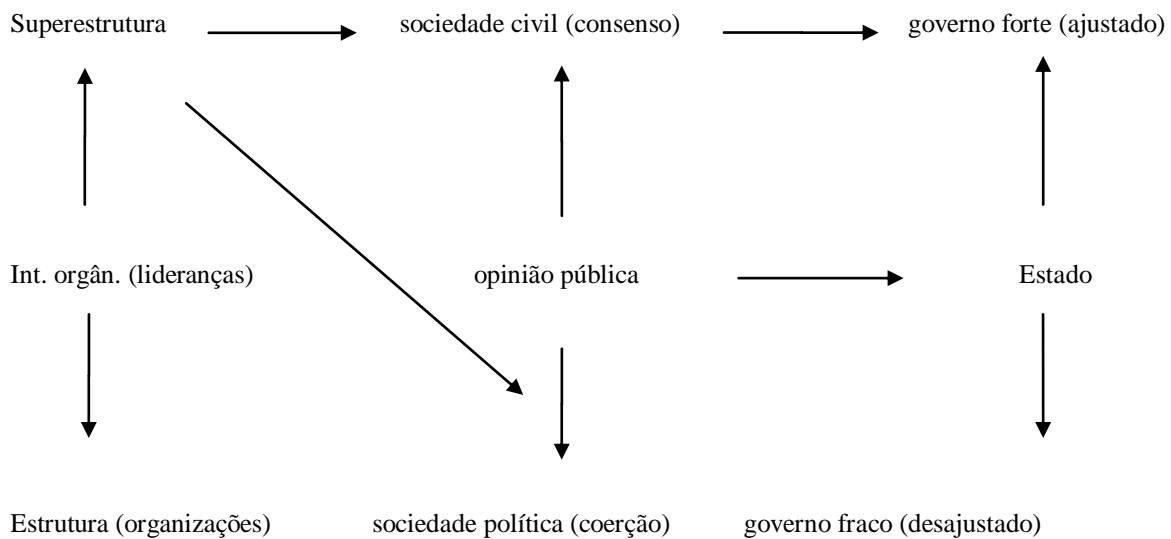 Superestrutura sociedade civil (consenso) governo forte (ajustado)
Int. orgân. (lideranças) opinião pública Estado
Estrutura (organizações) sociedade política (coerção) governo fraco (desajustado)